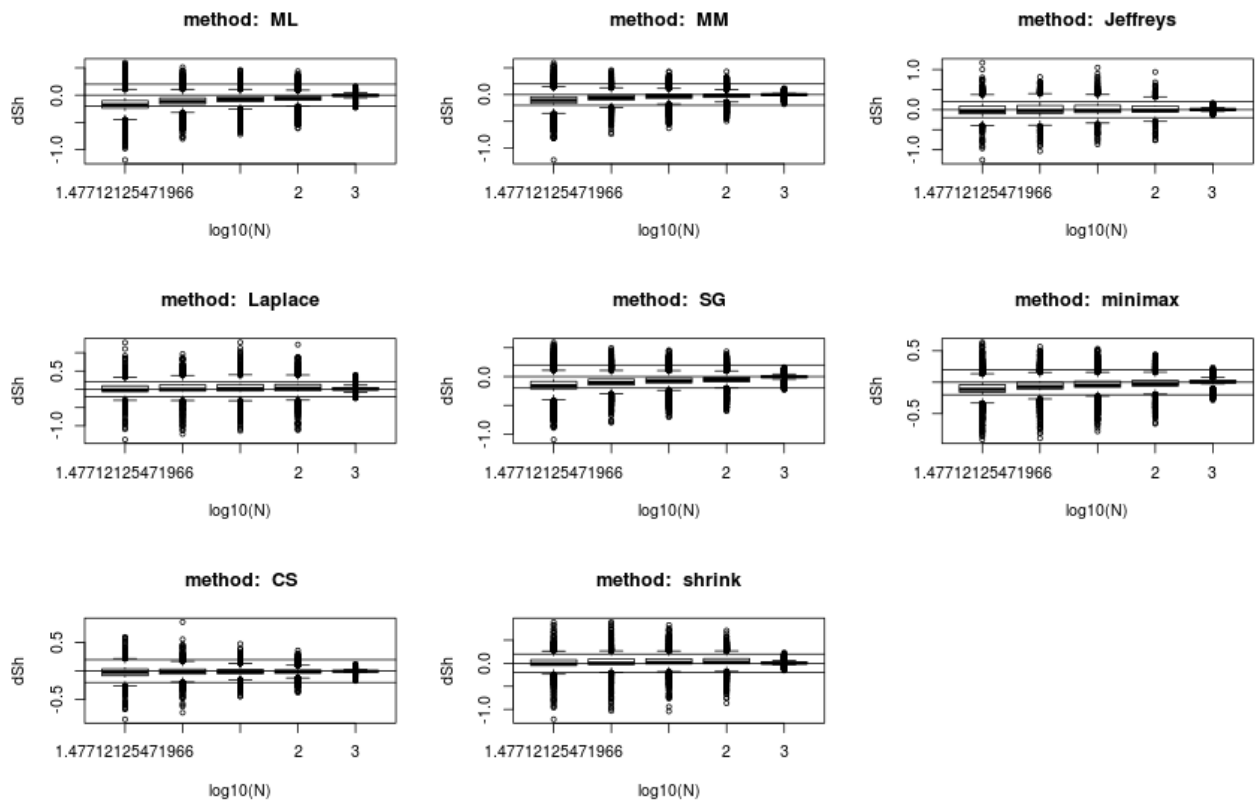 method: ML
dSh
0.0
-1.0
1.47712125471966
2
3
log10(N)
method: MM
dSh
0.0
-1.0
1.47712125471966
2
3
log10(N)
method: Jeffreys
dSh
1.0
0.0
-1.0
1.47712125471966
2
3
log10(N)
method: Laplace
dSh
0.5
-1.0
1.47712125471966
2
3
log10(N)
method: SG
dSh
0.0
-1.0
1.47712125471966
2
3
log10(N)
method: minimax
dSh
0.5
-0.5
1.47712125471966
2
3
log10(N)
method: CS
dSh
0.5
-0.5
1.47712125471966
2
3
log10(N)
method: shrink
dSh
0.0
-1.0
1.47712125471966
2
3
log10(N)